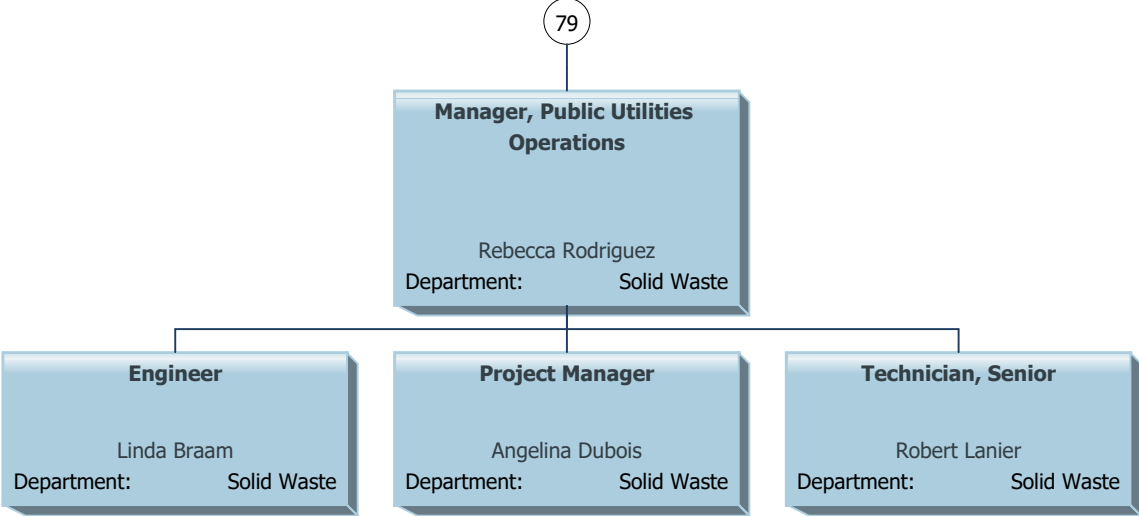 79
Manager, Public Utilities
Operations
Rebecca Rodriguez
Department: Solid Waste
Engineer
Linda Braam
Department: Solid Waste
Project Manager
Angelina Dubois
Department: Solid Waste
Technician, Senior
Robert Lanier
Department: Solid Waste